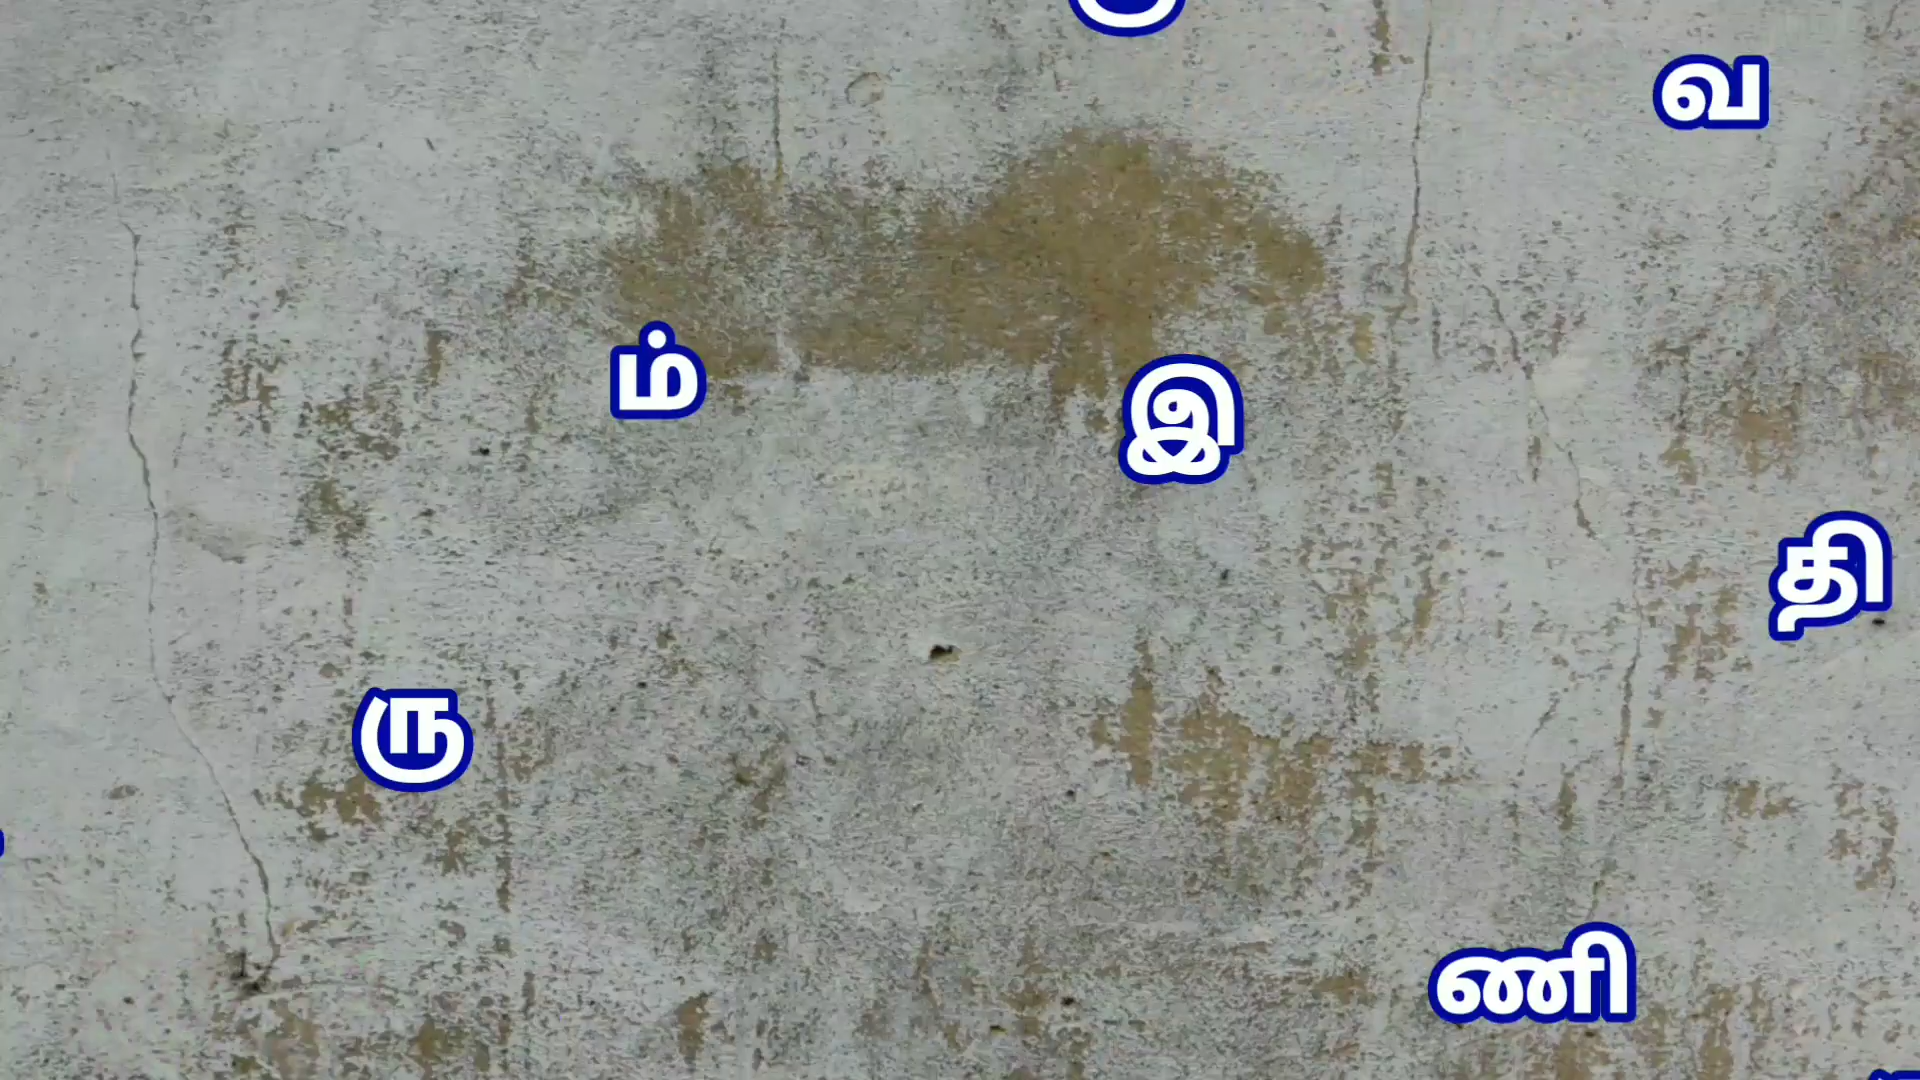 வ
ம்
இ
தி
ரு
ணி